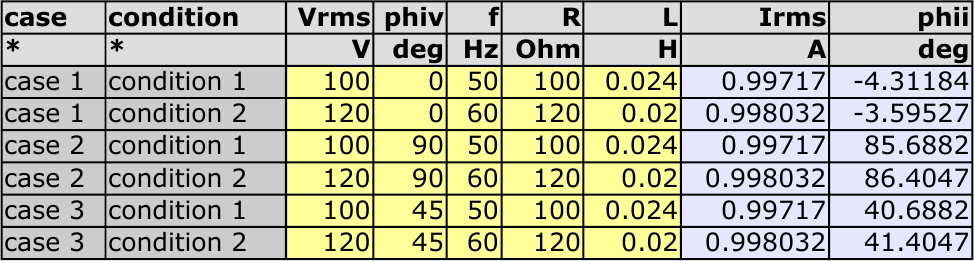 case condition Vrms phiv f R L Irms phii
* * V deg Hz Ohm H A deg
case 1 condition 1 100 0 50 100 0.024 0.99717 -4.31184
case 1 condition 2 120 0 60 120 0.02 0.998032 -3.59527
case 2 condition 1 100 90 50 100 0.024 0.99717 85.6882
case 2 condition 2 120 90 60 120 0.02 0.998032 86.4047
case 3 condition 1 100 45 50 100 0.024 0.99717 40.6882
case 3 condition 2 120 45 60 120 0.02 0.998032 41.4047